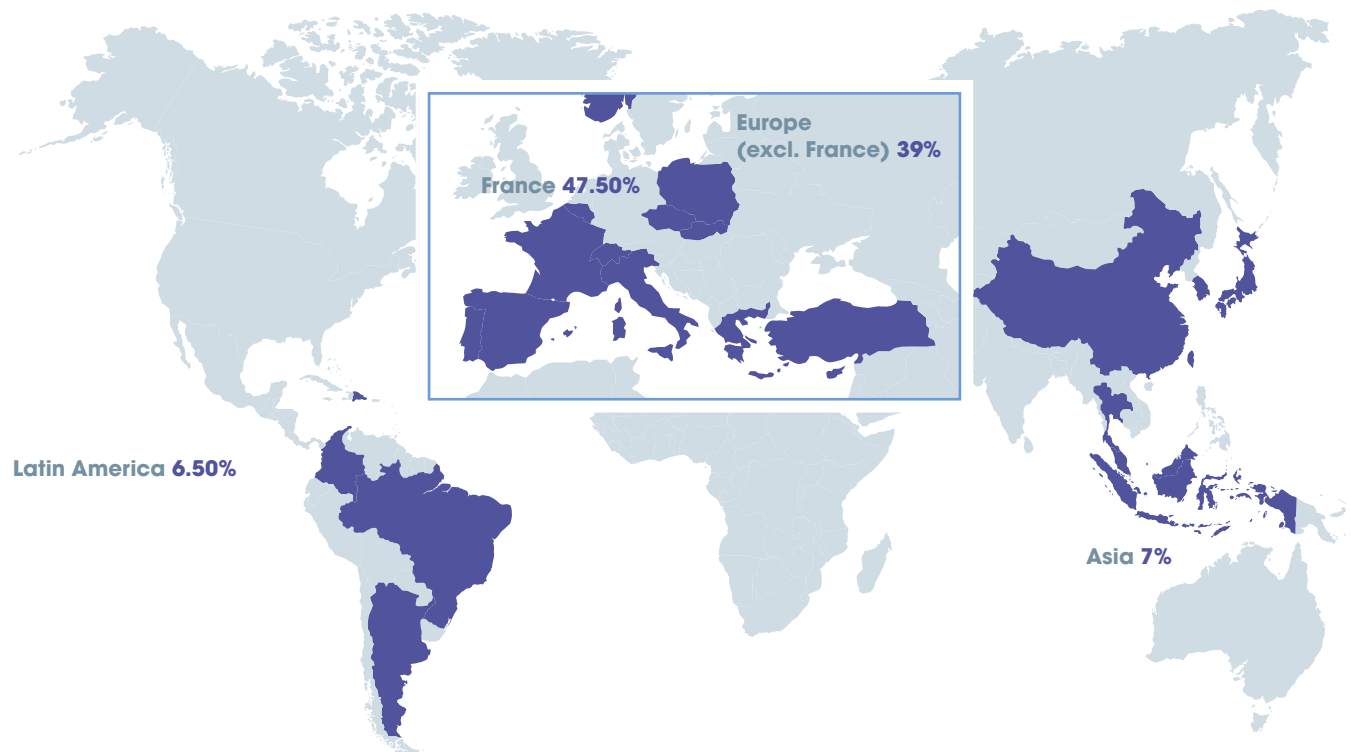 Europe
(excl. France) 39%
France 47.50%
Latin America 6.50%
Asia 7%